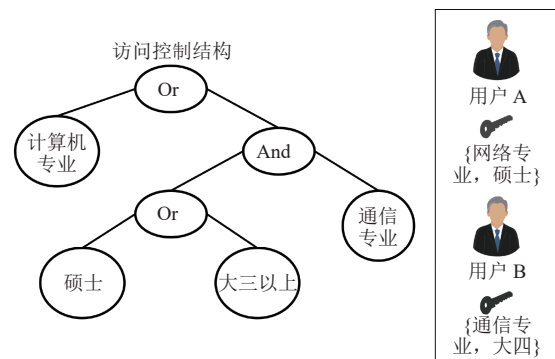 访问控制结构
Or
计算机
专业
And
Or
通信
专业
硕士
大三以上
用户 A
{网络专
业，硕士}
用户 B
{通信专
业，大四}